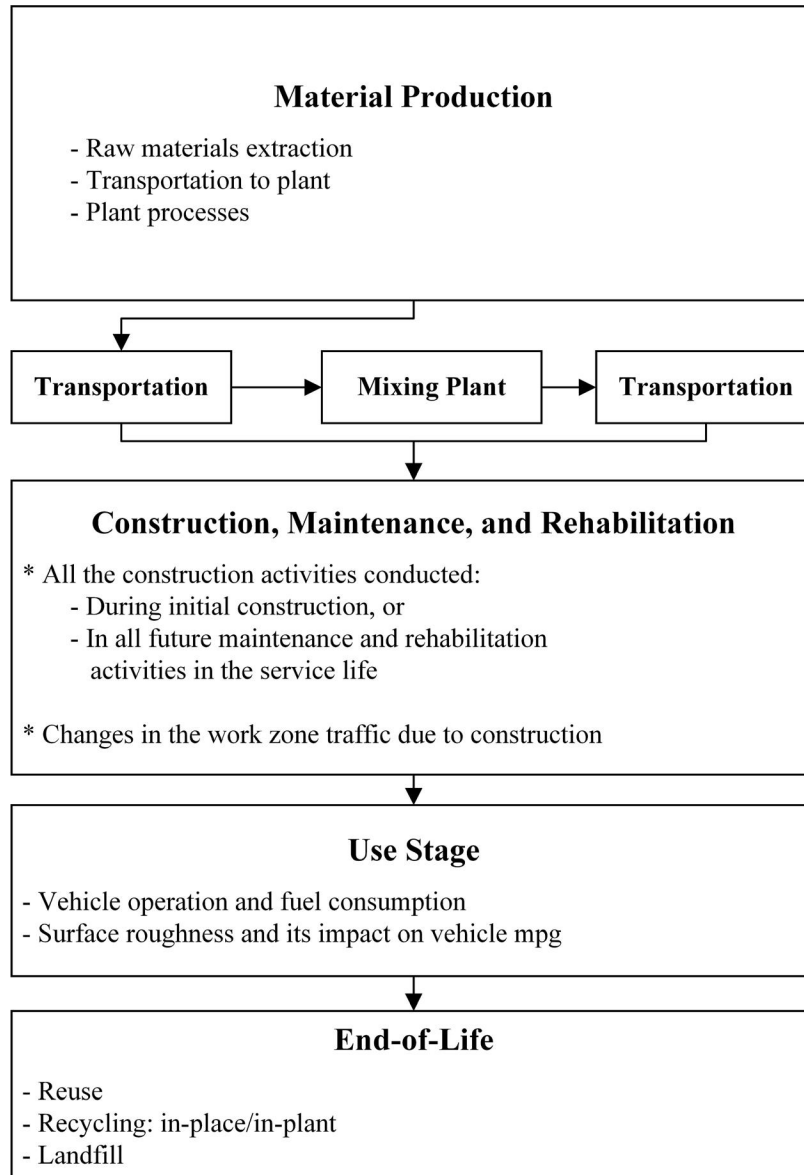 Material Production
- Raw materials extraction
- Transportation to plant
- Plant processes
Transportation
Mixing Plant
Transportation
Construction, Maintenance, and Rehabilitation
* All the construction activities conducted:
- During initial construction, or
- In all future maintenance and rehabilitation
activities in the service life
* Changes in the work zone traffic due to construction
Use Stage
- Vehicle operation and fuel consumption
- Surface roughness and its impact on vehicle mpg
End-of-Life
- Reuse
- Recycling: in-place/in-plant
- Landfill